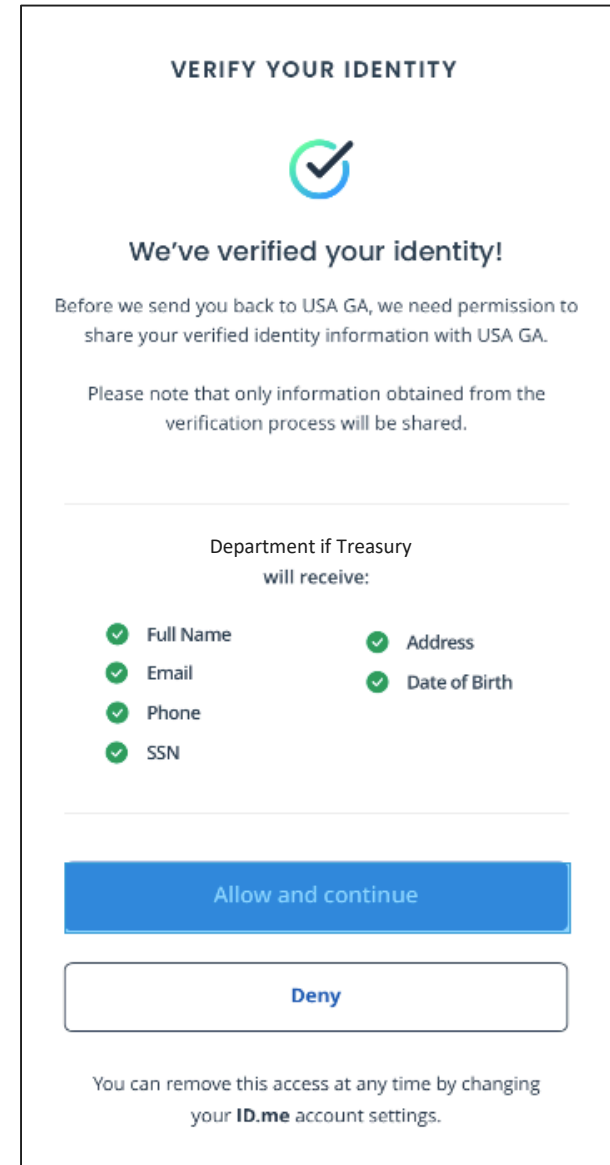 VERIFY YOUR IDENTITY
We've verified your identity!
Before we send you back to USA GA, we need permission to
share your verified identity information with USA GA.
Please note that only information obtained from the
verification process will be shared.
Department if Treasury
will receive:
Full Name
Email
Phone
SSN
Address
Date of Birth
Allow and continue
Deny
You can remove this access at any time by changing
your ID.me account settings.